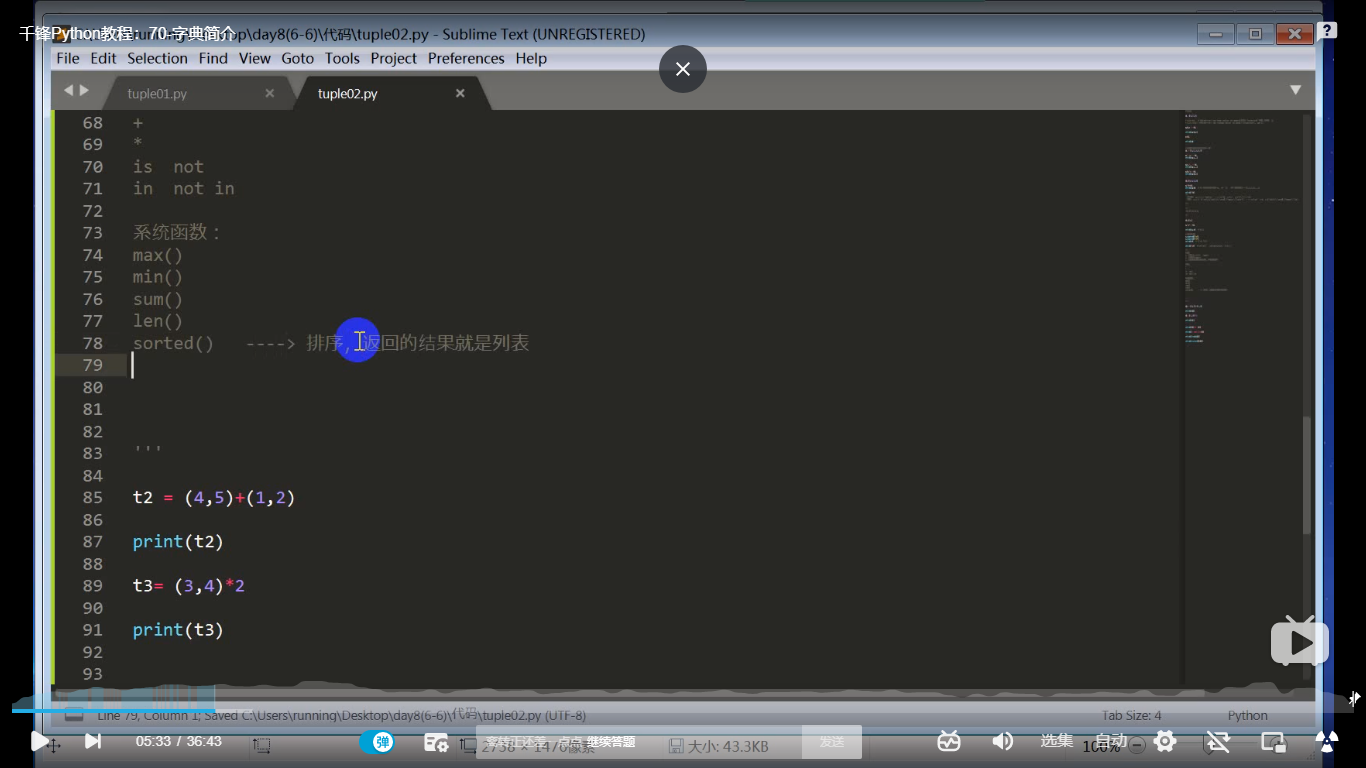 千锋Python教程：70-字典简介
top\day8(6-6)\代码\tuple02.py - Sublime Text (UNREGISTERED)
File Edit Selection Find View Goto Tools Project Preferences Help
tuple01.py tuple02.py
68 +
69 *
70 is not
71 in not in
72
73 系统函数：
74 max()
75 min()
76 sum()
77 len()
78 sorted() ----> 排序，返回的结果就是列表
79
80
81
82
83 '''
84
85 t2 = (4,5)+(1,2)
86
87 print(t2)
88
89 t3= (3,4)*2
90
91 print(t3)
92
93
Line 79, Column 1; Saved C:\Users\running\Desktop\day8(6-6)\代码\tuple02.py (UTF-8) Tab Size: 4 Python
05:33 / 36:43 弹 继续答题 大小: 43.3KB 发送 选集 自动 100%